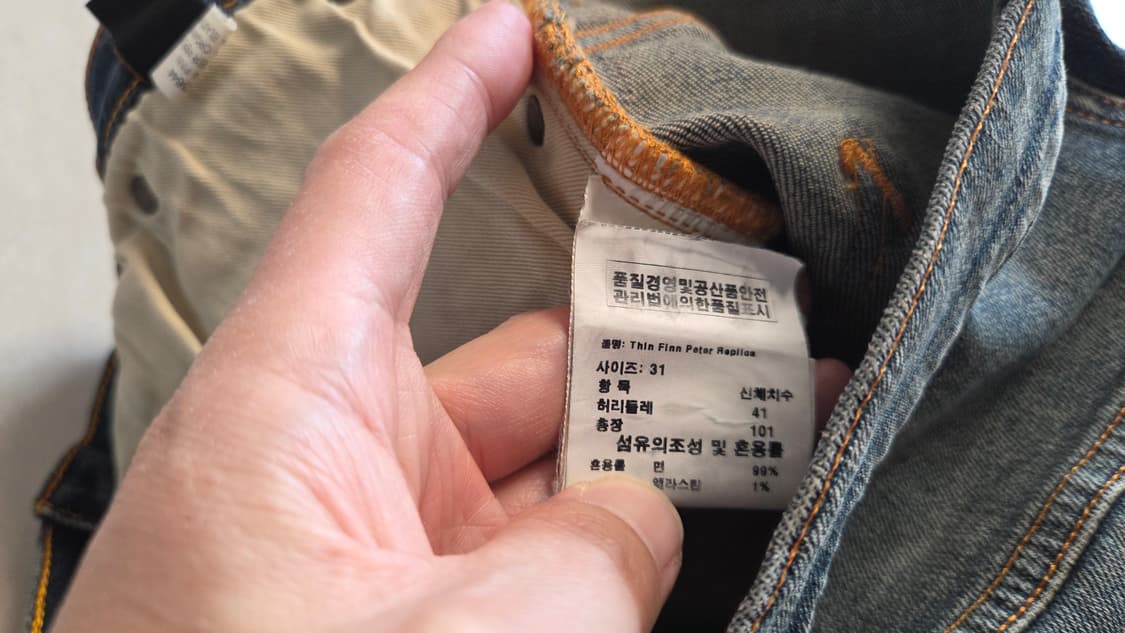 품질경영및공산품안전
관리법에의한품질표시
품명: Thin Finn Peter Replica
사이즈: 31
항 목 신체치수
허리둘레 41
총장 101
섬유의조성 및 혼용률
혼용률 면 99%
엘라스틴 1%